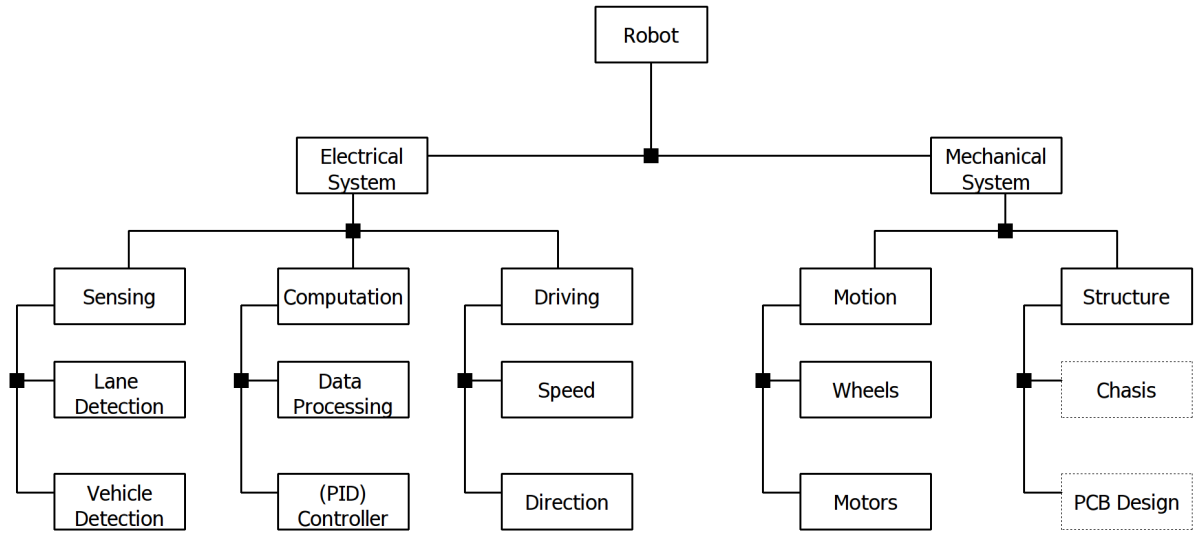 Robot
Electrical
System
Mechanical
System
Sensing
Computation
Driving
Motion
Structure
Lane
Detection
Data
Processing
Speed
Wheels
Chasis
Vehicle
Detection
(PID)
Controller
Direction
Motors
PCB Design